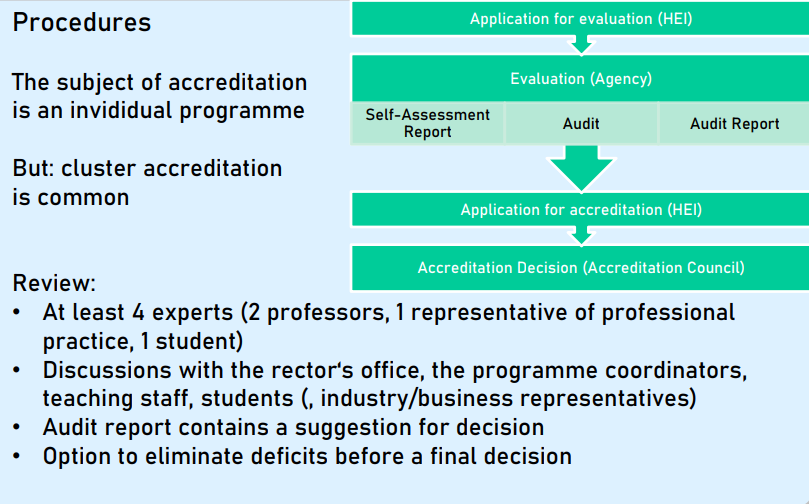 Procedures
The subject of accreditation
is an invididual programme
But: cluster accreditation
is common
Application for evaluation (HEI)
Evaluation (Agency)
Self-Assessment
Report
Audit
Audit Report
Application for accreditation (HEI)
Accreditation Decision (Accreditation Council)
Review:
• At least 4 experts (2 professors, 1 representative of professional
practice, 1 student)
• Discussions with the rector‘s office, the programme coordinators,
teaching staff, students (, industry/business representatives)
• Audit report contains a suggestion for decision
• Option to eliminate deficits before a final decision